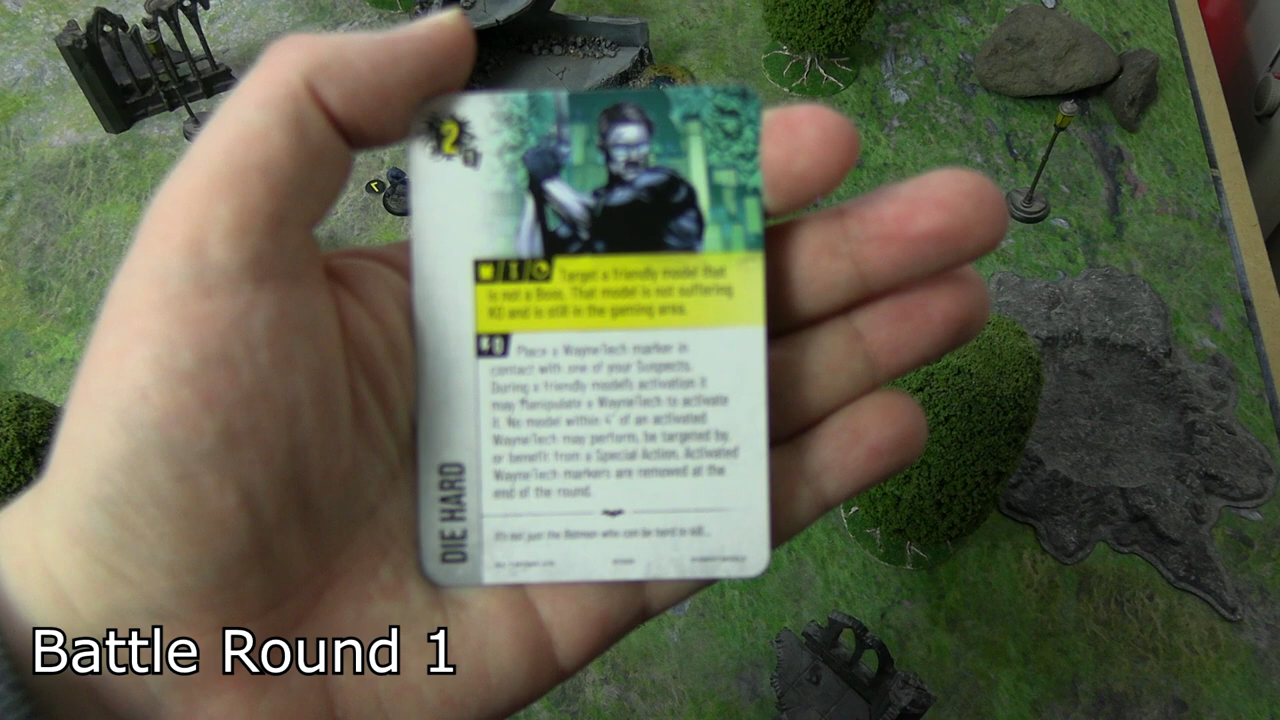 2
Target a friendly model that
is not a Boss. That model is not suffering
KO and is still in the gaming area.
0 Place a WayneTech marker in
contact with one of your Suspects.
During a friendly model's activation it
may Manipulate a WayneTech to activate
it. No model within 4" of an activated
WayneTech may perform, be targeted by,
or benefit from a Special Action. Activated
WayneTech markers are removed at the
end of the round.
It's not just the Batman who can be hard to kill...
DIE HARD
Battle Round 1